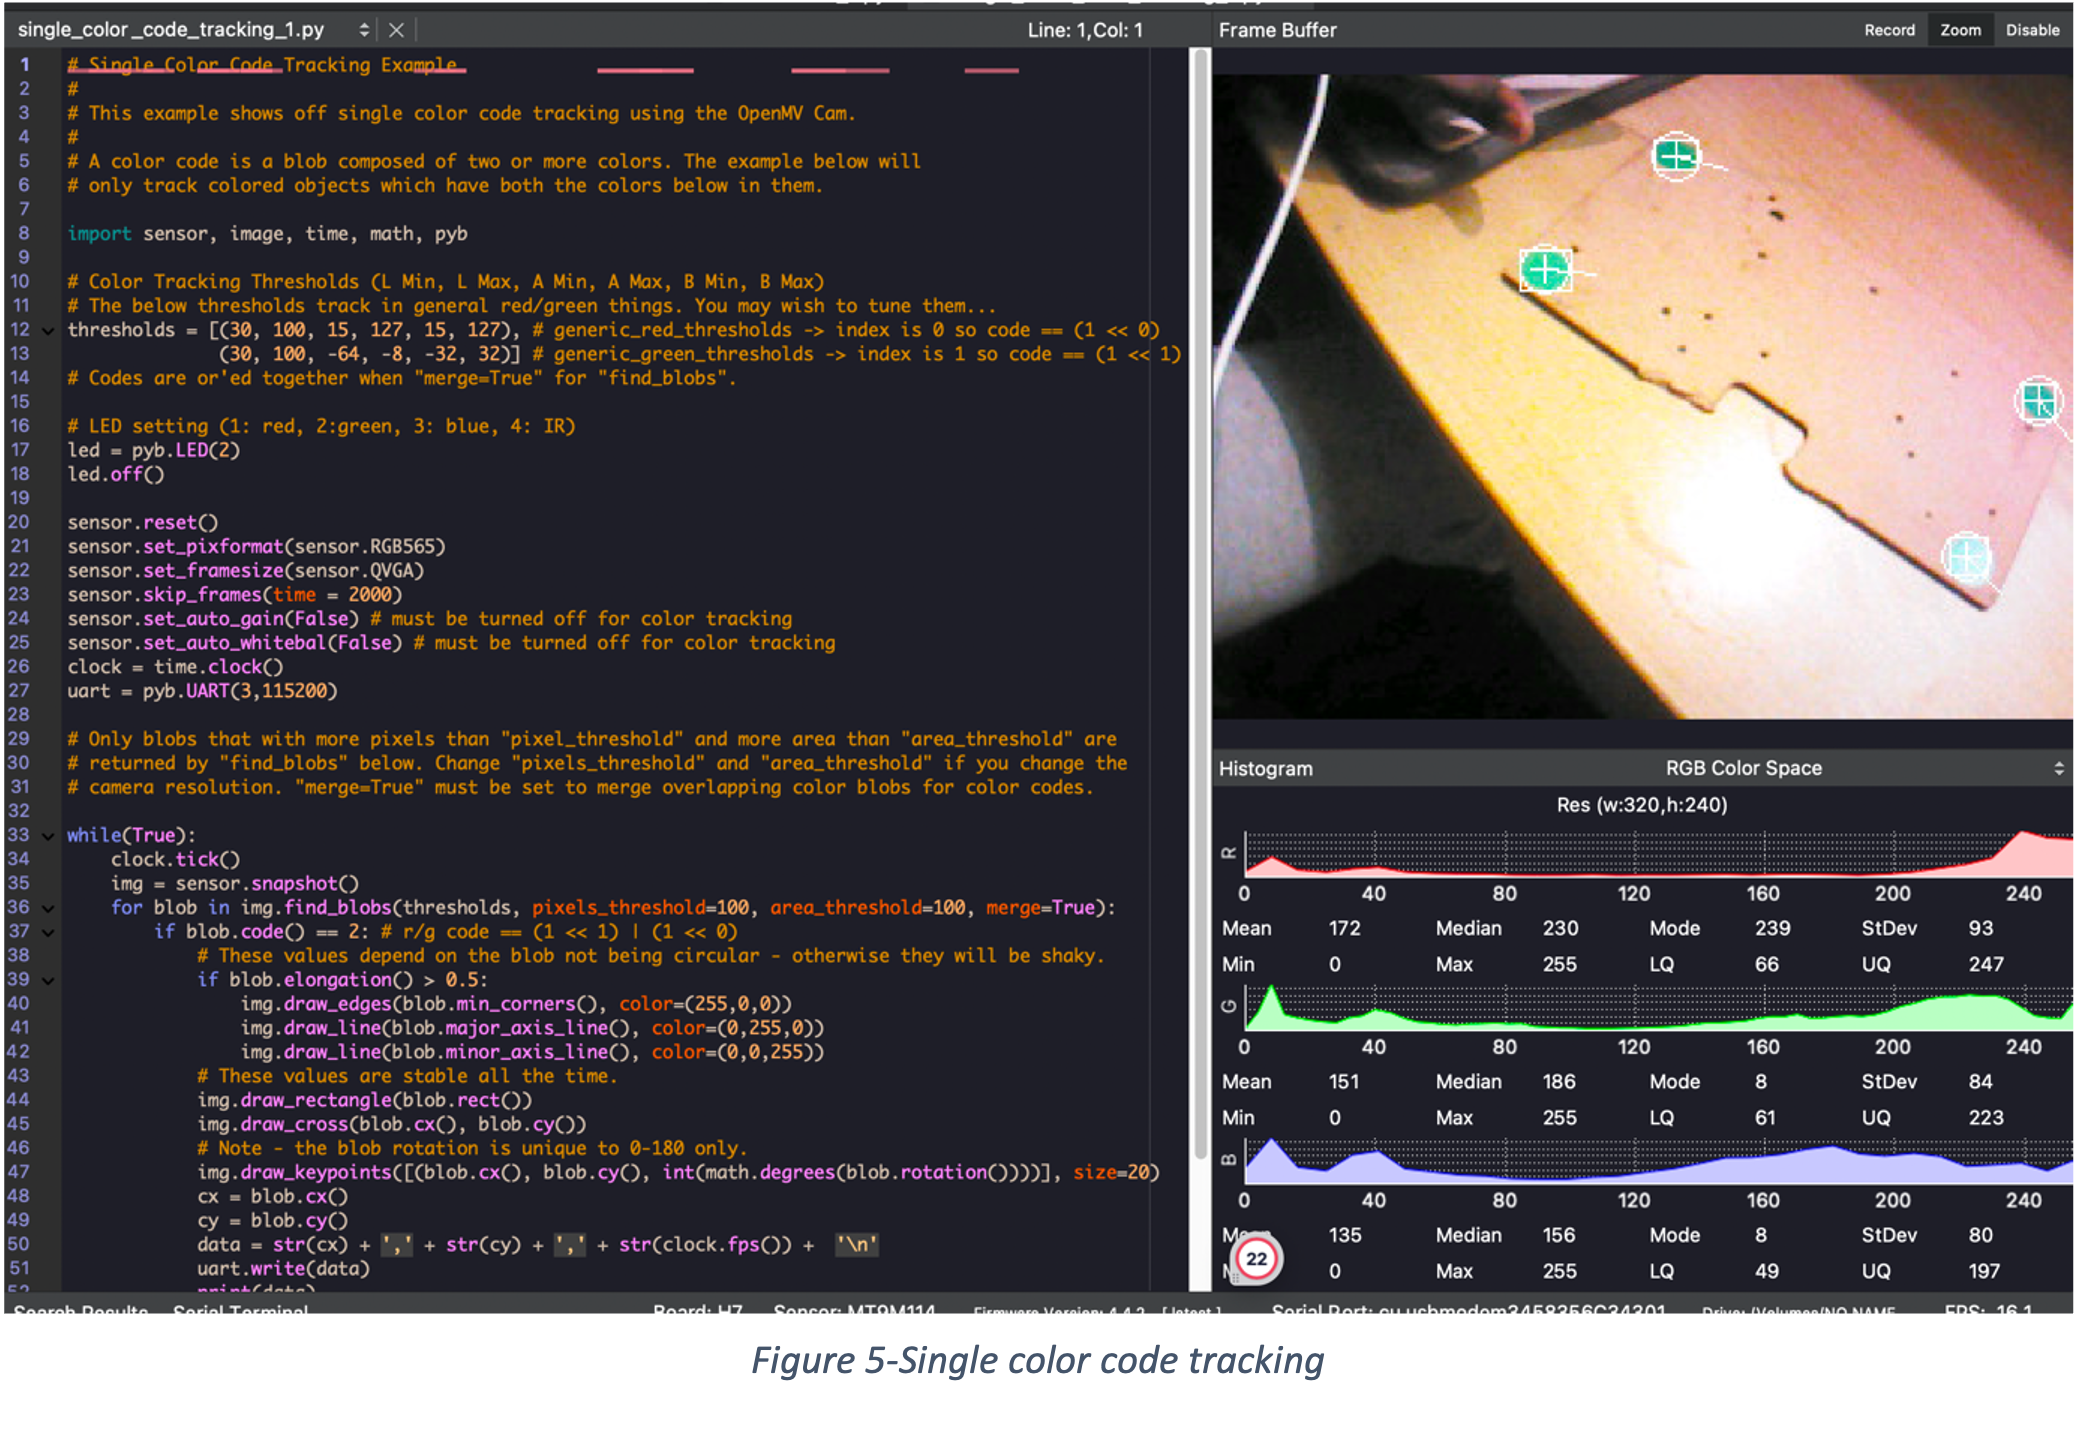 single_color_code_tracking_1.py Line: 1,Col: 1
1 # Single Color Code Tracking Example
2 #
3 # This example shows off single color code tracking using the OpenMV Cam.
4 #
5 # A color code is a blob composed of two or more colors. The example below will
6 # only track colored objects which have both the colors below in them.
7
8 import sensor, image, time, math, pyb
9
10 # Color Tracking Thresholds (L Min, L Max, A Min, A Max, B Min, B Max)
11 # The below thresholds track in general red/green things. You may wish to tune them...
12 thresholds = [(30, 100, 15, 127, 15, 127), # generic_red_thresholds -> index is 0 so code == (1 << 0)
13 (30, 100, -64, -8, -32, 32)] # generic_green_thresholds -> index is 1 so code == (1 << 1)
14 # Codes are or'ed together when "merge=True" for "find_blobs".
15
16 # LED setting (1: red, 2:green, 3: blue, 4: IR)
17 led = pyb.LED(2)
18 led.off()
19
20 sensor.reset()
21 sensor.set_pixformat(sensor.RGB565)
22 sensor.set_framesize(sensor.QVGA)
23 sensor.skip_frames(time = 2000)
24 sensor.set_auto_gain(False) # must be turned off for color tracking
25 sensor.set_auto_whitebal(False) # must be turned off for color tracking
26 clock = time.clock()
27 uart = pyb.UART(3,115200)
28
29 # Only blobs that with more pixels than "pixel_threshold" and more area than "area_threshold" are
30 # returned by "find_blobs" below. Change "pixels_threshold" and "area_threshold" if you change the
31 # camera resolution. "merge=True" must be set to merge overlapping color blobs for color codes.
32
33 while(True):
34 clock.tick()
35 img = sensor.snapshot()
36 for blob in img.find_blobs(thresholds, pixels_threshold=100, area_threshold=100, merge=True):
37 if blob.code() == 2: # r/g code == (1 << 1) | (1 << 0)
38 # These values depend on the blob not being circular - otherwise they will be shaky.
39 if blob.elongation() > 0.5:
40 img.draw_edges(blob.min_corners(), color=(255,0,0))
41 img.draw_line(blob.major_axis_line(), color=(0,255,0))
42 img.draw_line(blob.minor_axis_line(), color=(0,0,255))
43 # These values are stable all the time.
44 img.draw_rectangle(blob.rect())
45 img.draw_cross(blob.cx(), blob.cy())
46 # Note - the blob rotation is unique to 0-180 only.
47 img.draw_keypoints([(blob.cx(), blob.cy(), int(math.degrees(blob.rotation())))], size=20)
48 cx = blob.cx()
49 cy = blob.cy()
50 data = str(cx) + ',' + str(cy) + ',' + str(clock.fps()) + '\n'
51 uart.write(data)
52 print(data)
Frame Buffer Record Zoom Disable
Histogram RGB Color Space
Res (w:320,h:240)
R
0 40 80 120 160 200 240
Mean 172 Median 230 Mode 239 StDev 93
Min 0 Max 255 LQ 66 UQ 247
G
0 40 80 120 160 200 240
Mean 151 Median 186 Mode 8 StDev 84
Min 0 Max 255 LQ 61 UQ 223
B
0 40 80 120 160 200 240
135 Median 156 Mode 8 StDev 80
22
0 Max 255 LQ 49 UQ 197
Search Results Serial Terminal Board: H7 Sensor: MT9M114 Firmware Version: 4.4.2 [ latest ] Serial Port: cu.usbmodem3458356C34301 Drive: /Volumes/NO NAME FPS: 16.1
Figure 5-Single color code tracking